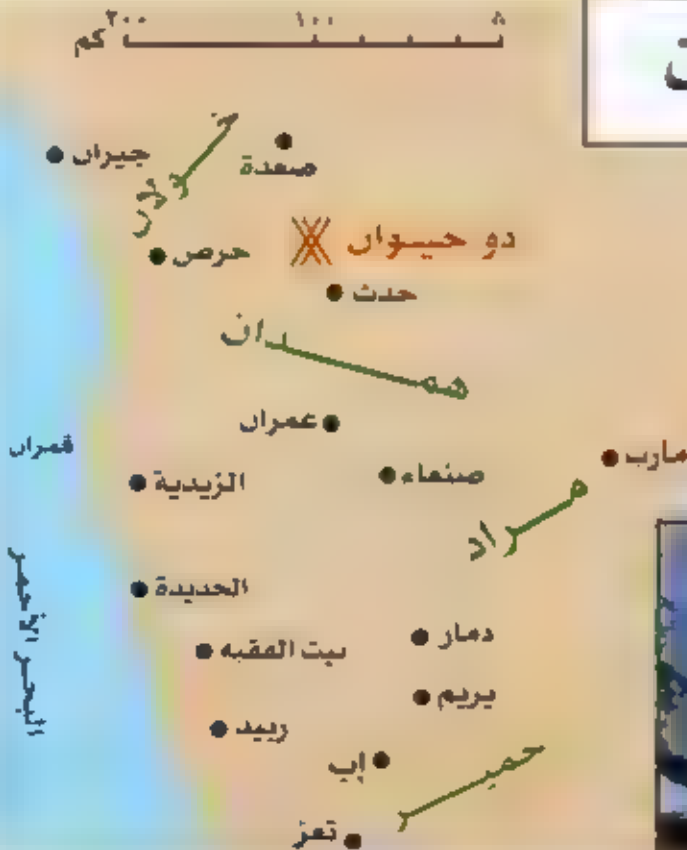 ٢٠٠ ١٠٠
كم
جيزان
صعدة
خولان
حرض
ذو خيوان
حدث
همدان
عمران
قمران
مارب
صنعاء
الزيدية
مراد
الحديدة
البحر الأحمر
ذمار
بيت الفقيه
يريم
زبيد
إب
حمير
تعز